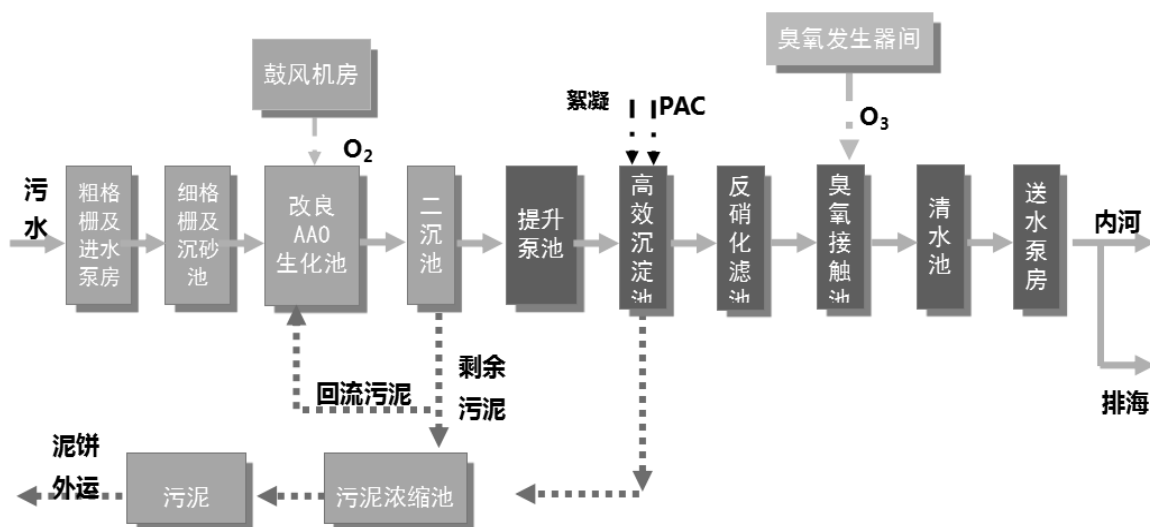 臭氧发生器间
鼓风机房
絮凝
PAC
O3
O2
污
水
粗格
栅及
进水
泵房
细格
栅及
沉砂
池
改良
AAO
生化池
二
沉
池
提升
泵池
高
效
沉
淀
池
反
硝
化
滤
池
臭
氧
接
触
池
清
水
池
送
水
泵
房
内河
排海
回流污泥
剩余
污泥
泥饼
外运
污泥
污泥浓缩池